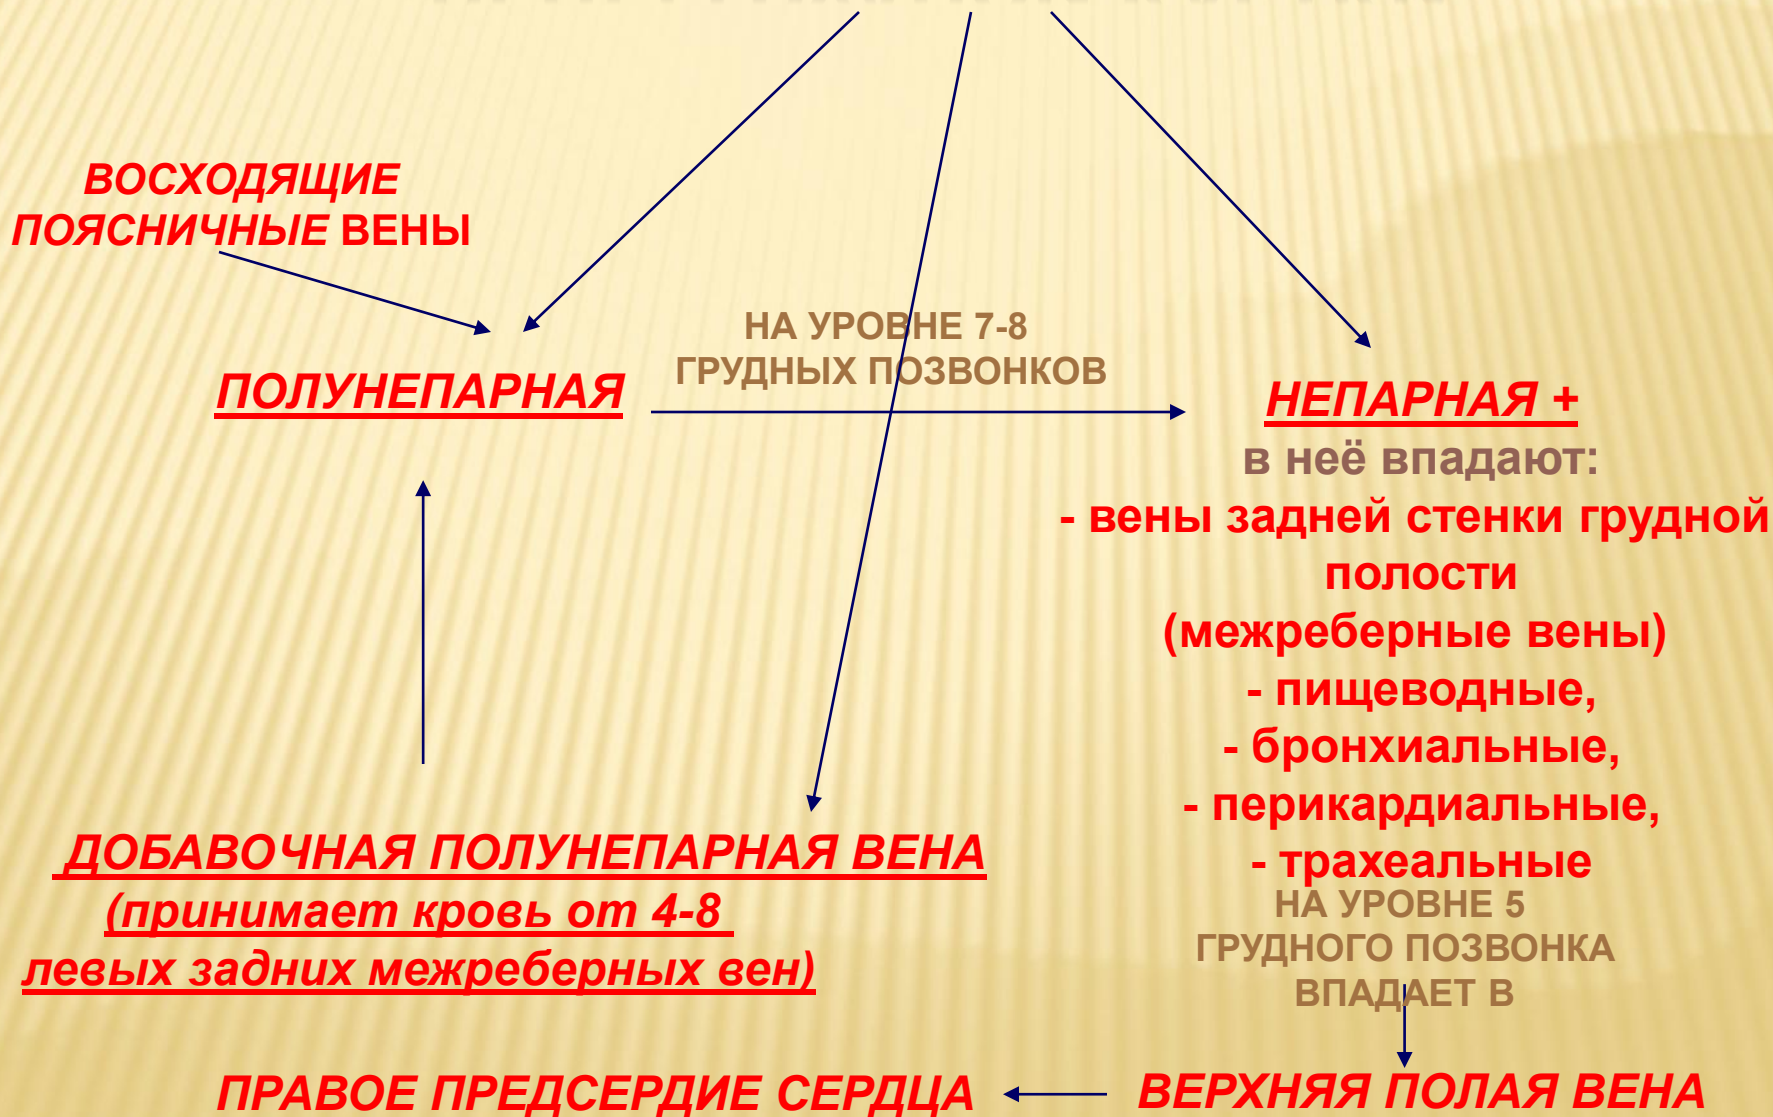 ВОСХОДЯЩИЕ
ПОЯСНИЧНЫЕ ВЕНЫ
НА УРОВНЕ 7-8
ГРУДНЫХ ПОЗВОНКОВ
ПОЛУНЕПАРНАЯ
НЕПАРНАЯ +
в неё впадают:
- вены задней стенки грудной
полости
(межреберные вены)
- пищеводные,
- бронхиальные,
- перикардиальные,
- трахеальные
ДОБАВОЧНАЯ ПОЛУНЕПАРНАЯ ВЕНА
(принимает кровь от 4-8
левых задних межреберных вен)
НА УРОВНЕ 5
ГРУДНОГО ПОЗВОНКА
ВПАДАЕТ В
ПРАВОЕ ПРЕДСЕРДИЕ СЕРДЦА
ВЕРХНЯЯ ПОЛАЯ ВЕНА